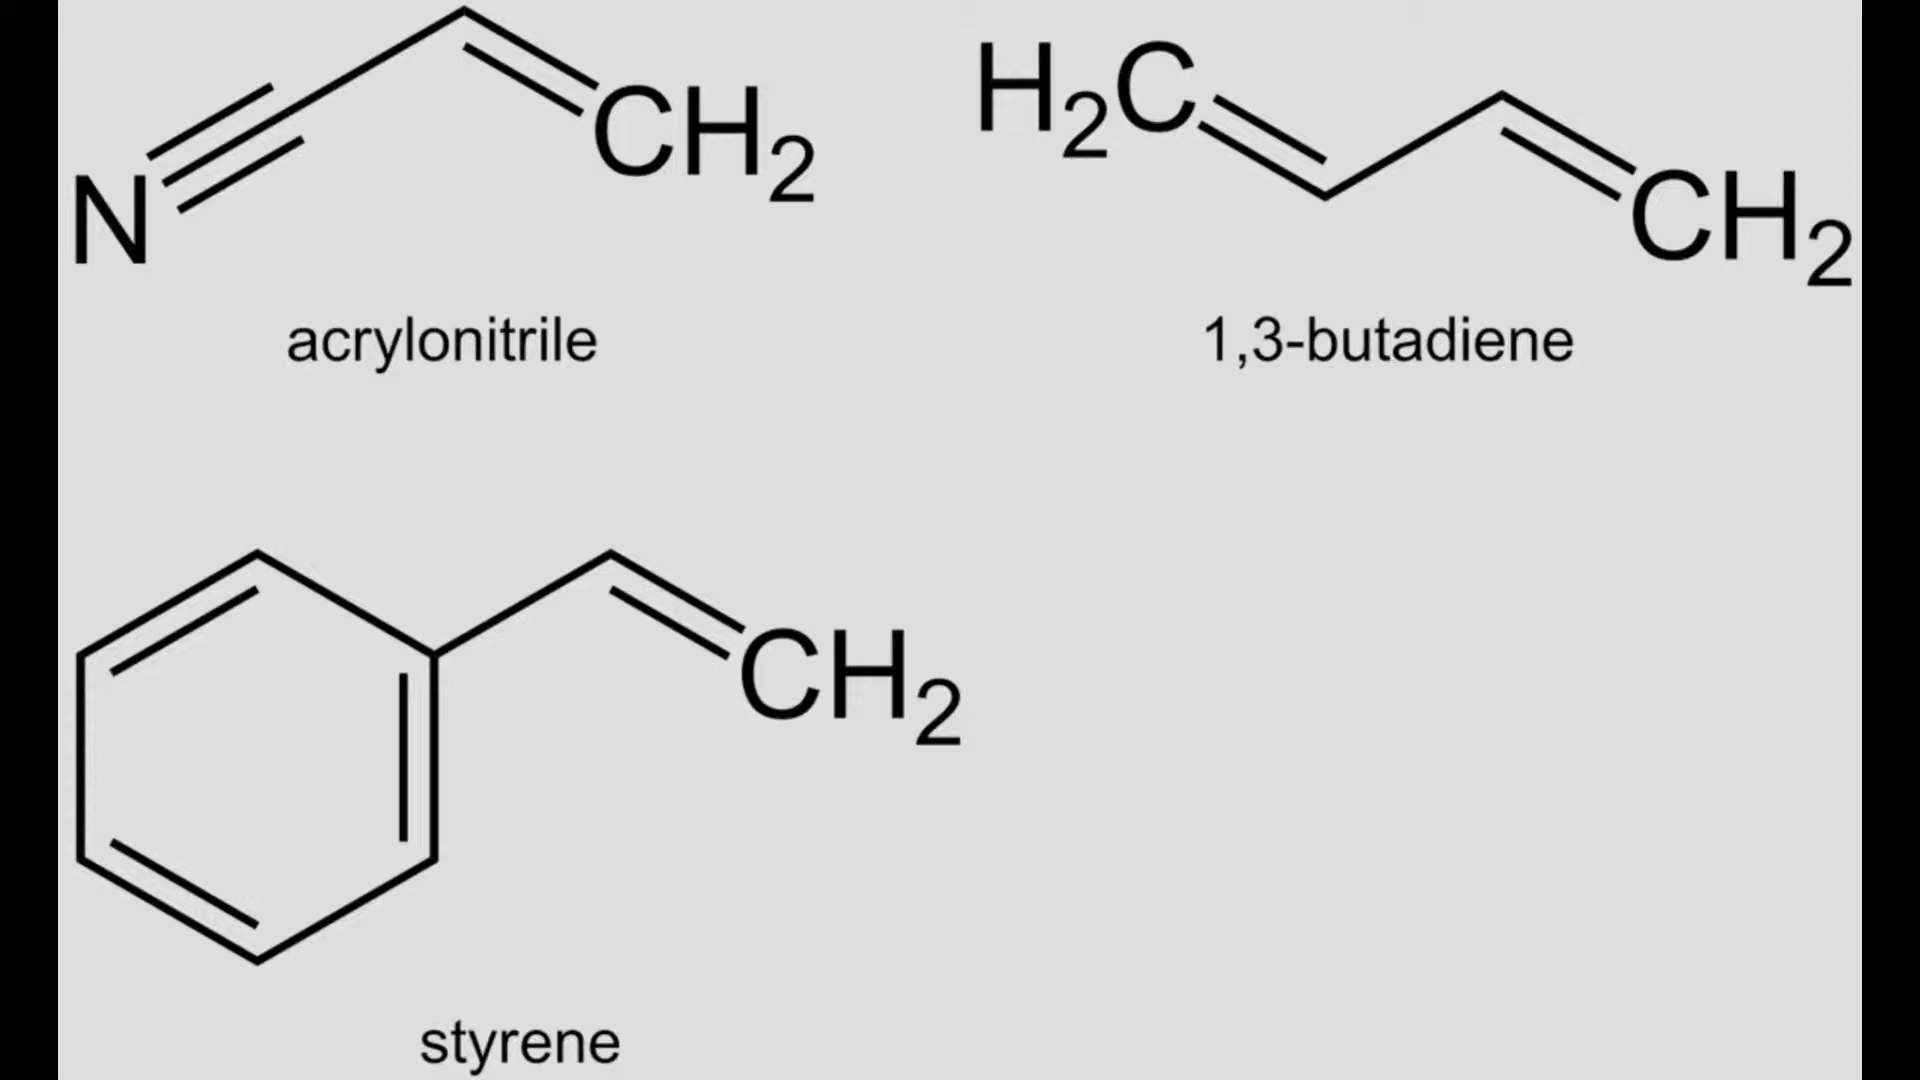 N
CH2
acrylonitrile
H2C
CH2
1,3-butadiene
CH2
styrene